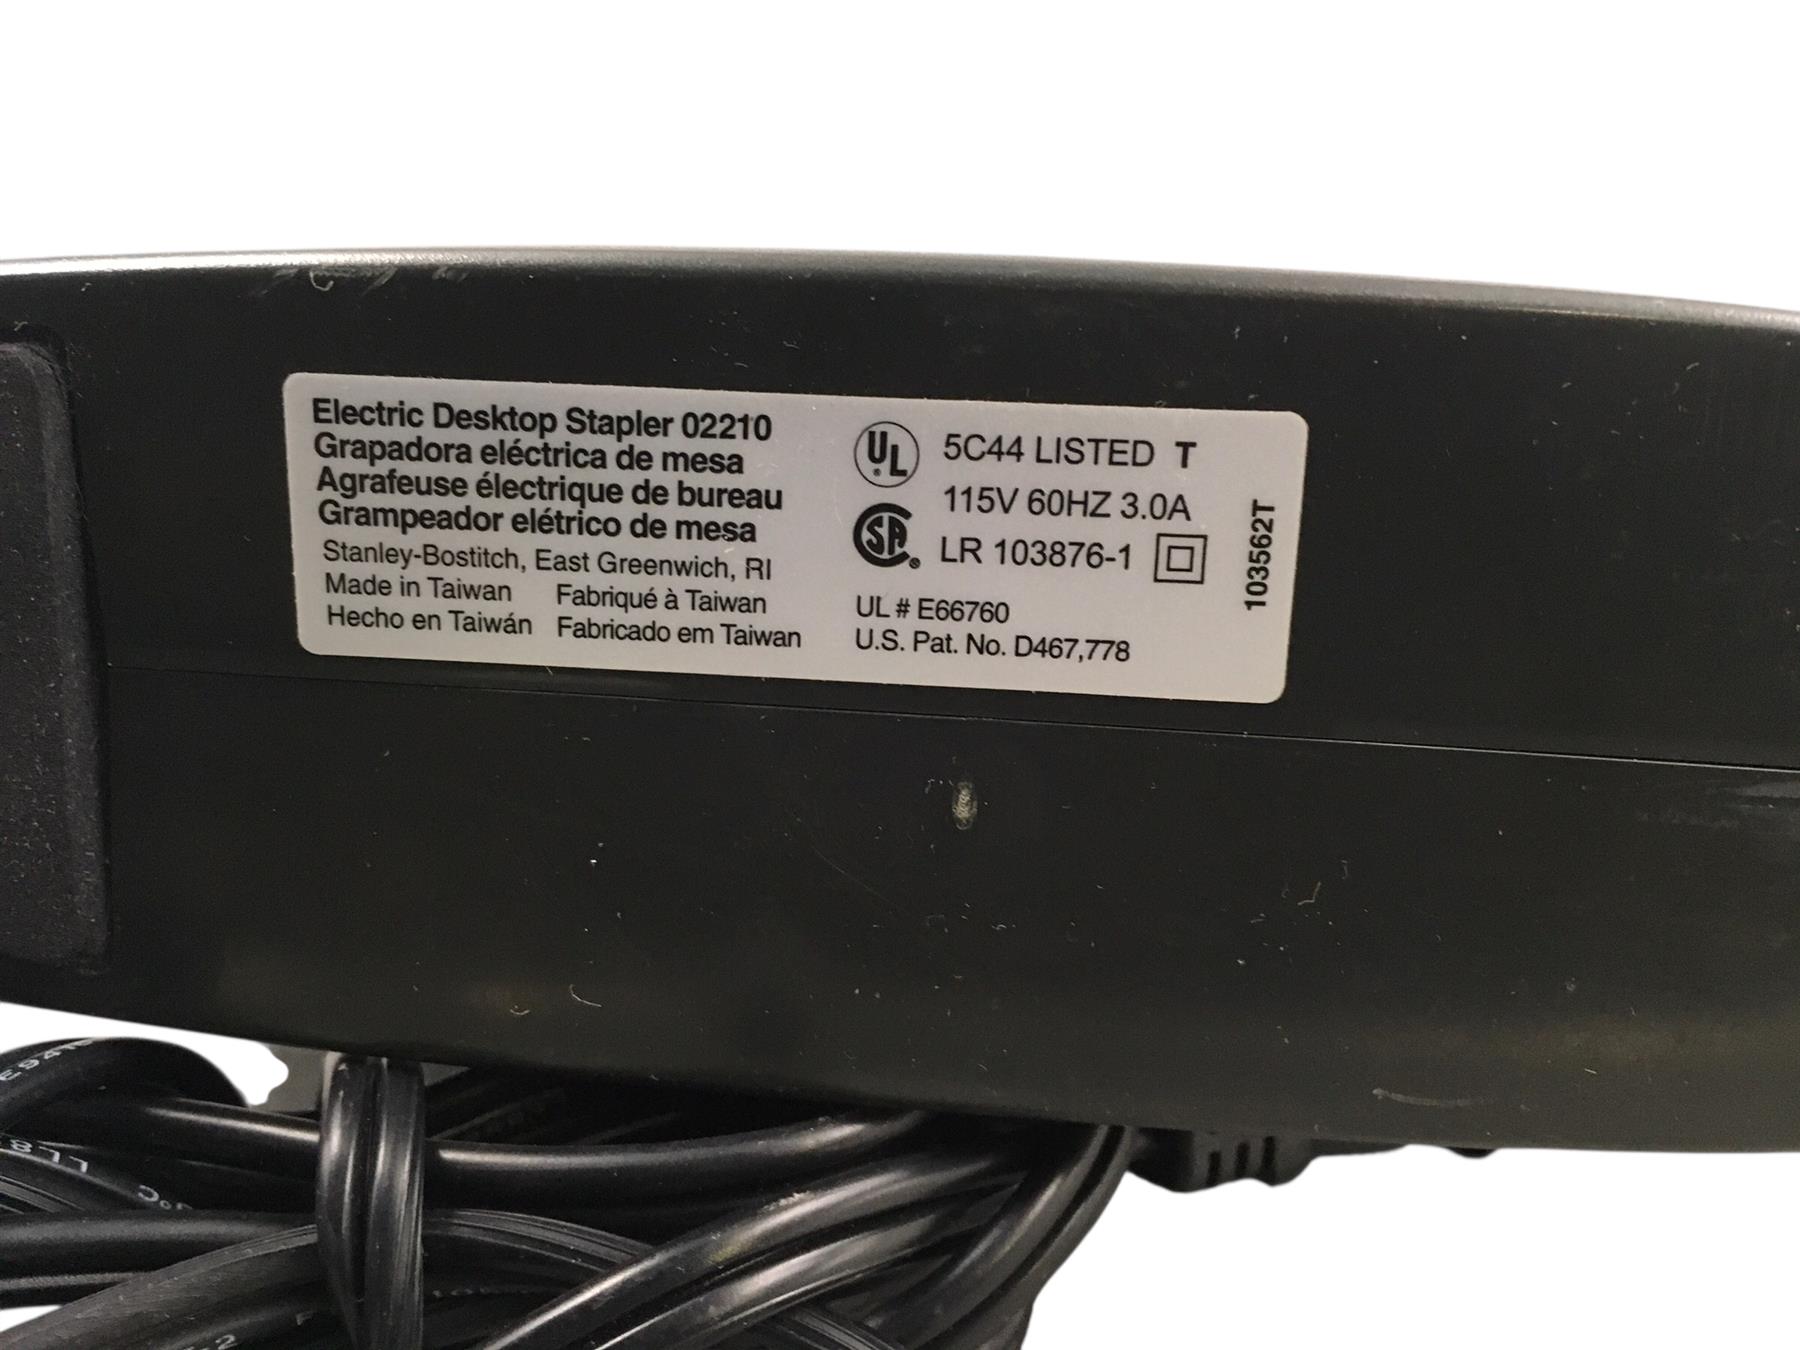 Electric Desktop Stapler 02210
Grapadora eléctrica de mesa
Agrafeuse électrique de bureau
Grampeador elétrico de mesa
Stanley-Bostitch, East Greenwich, RI
Made in Taiwan Fabriqué à Taiwan
Hecho en Taiwán Fabricado em Taiwan
UL 5C44 LISTED T
115V 60HZ 3.0A
SA LR 103876-1
UL # E66760
U.S. Pat. No. D467,778
103562T